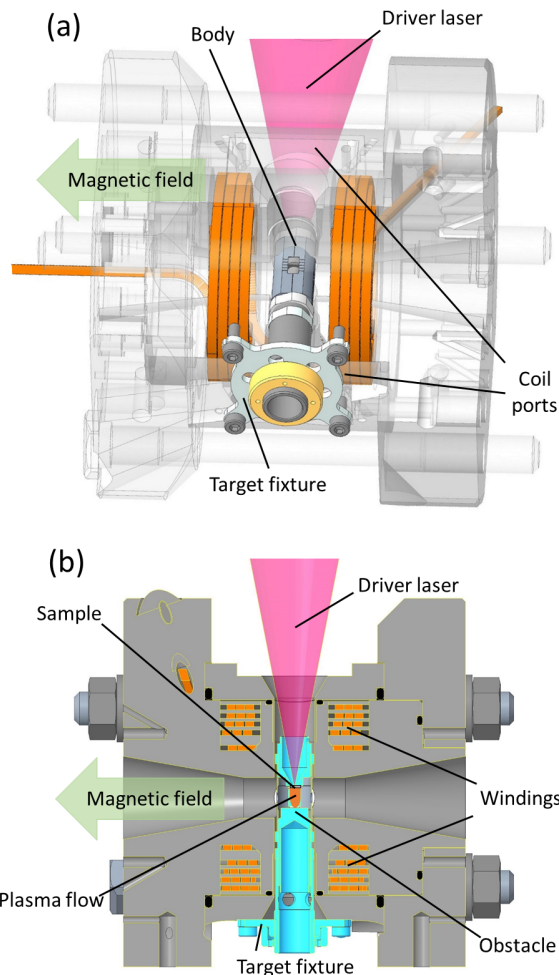 (a)
Driver laser
Body
Magnetic field
Coil
ports
Target fixture
(b)
Driver laser
Sample
Magnetic field
Windings
Plasma flow
Obstacle
Target fixture